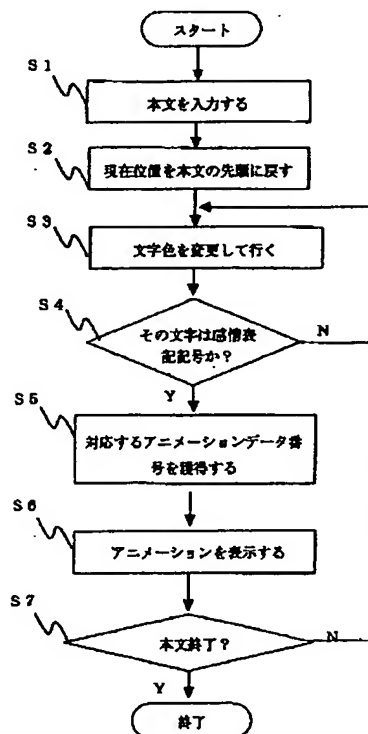 スタート
S1
本文を入力する
S2
現在位置を本文の先頭に戻す
S3
文字色を変更して行く
S4
その文字は感情表
記記号か?
N
Y
S5
対応するアニメーションデータ番
号を獲得する
S6
アニメーションを表示する
S7
本文終了?
N
Y
終了